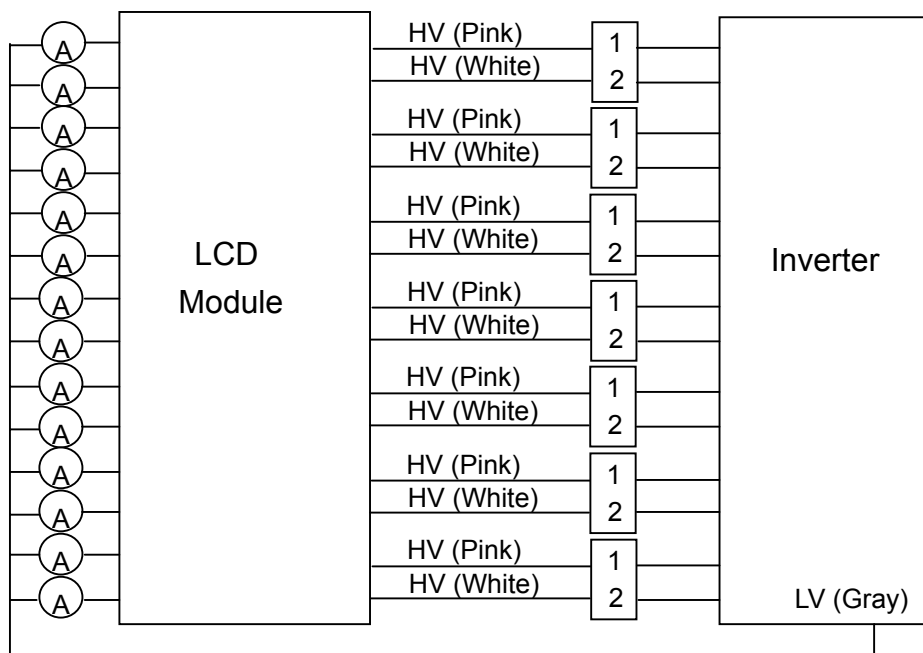 A
A
A
A
A
A
A
A
A
A
A
A
A
A
LCD
Module
HV (Pink)
HV (White)
HV (Pink)
HV (White)
HV (Pink)
HV (White)
HV (Pink)
HV (White)
HV (Pink)
HV (White)
HV (Pink)
HV (White)
HV (Pink)
HV (White)
1
2
1
2
1
2
1
2
1
2
1
2
1
2
Inverter
LV (Gray)